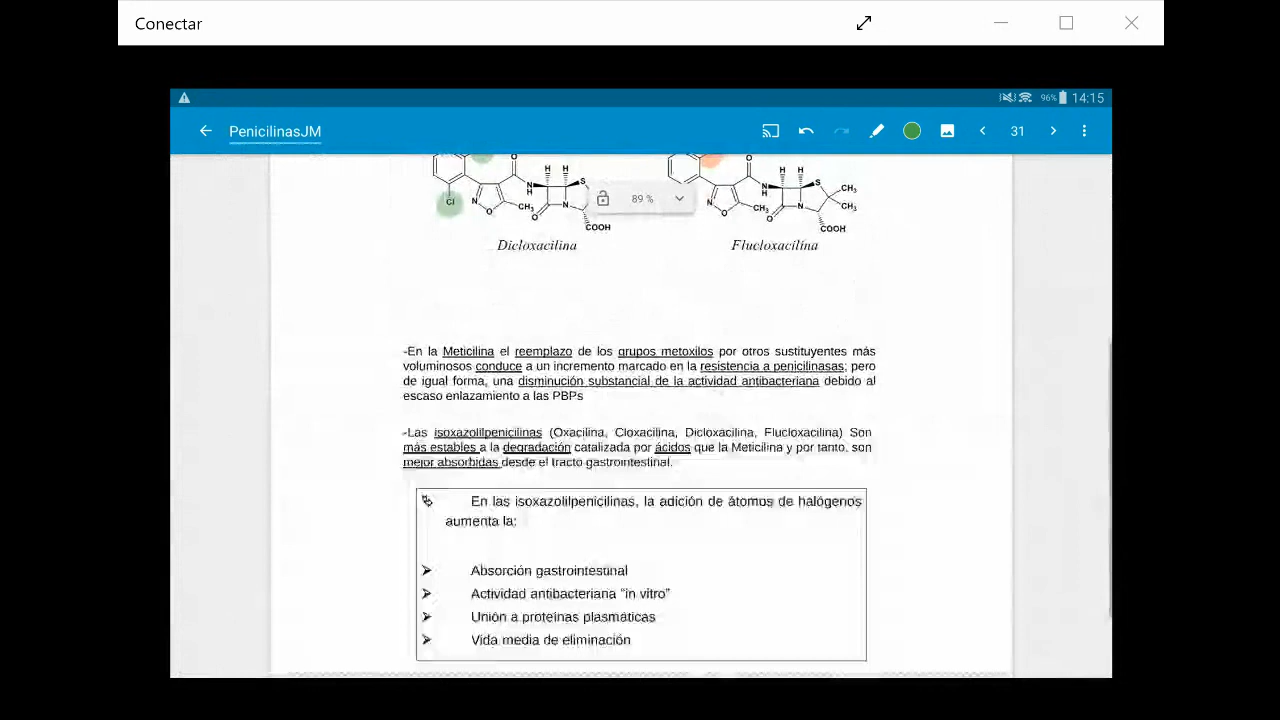 Conectar
96% 14:15
PenicilinasJM
31
89 %
Cl
N
O
CH₃
O
N
H
H
H
S
O
N
COOH
N
O
CH₃
O
N
H
H
H
S
O
N
CH₃
CH₃
COOH
Dicloxacilina
Flucloxacilina
-En la Meticilina el reemplazo de los grupos metoxilos por otros sustituyentes más
voluminosos conduce a un incremento marcado en la resistencia a penicilinasas; pero
de igual forma, una disminución substancial de la actividad antibacteriana debido al
escaso enlazamiento a las PBPs
-Las isoxazolilpenicilinas (Oxacilina, Cloxacilina, Dicloxacilina, Flucloxacilina) Son
más estables a la degradación catalizada por ácidos que la Meticilina y por tanto, son
mejor absorbidas desde el tracto gastrointestinal.
En las isoxazolilpenicilinas, la adición de átomos de halógenos
aumenta la:
Absorción gastrointestinal
Actividad antibacteriana “in vitro”
Unión a proteínas plasmáticas
Vida media de eliminación